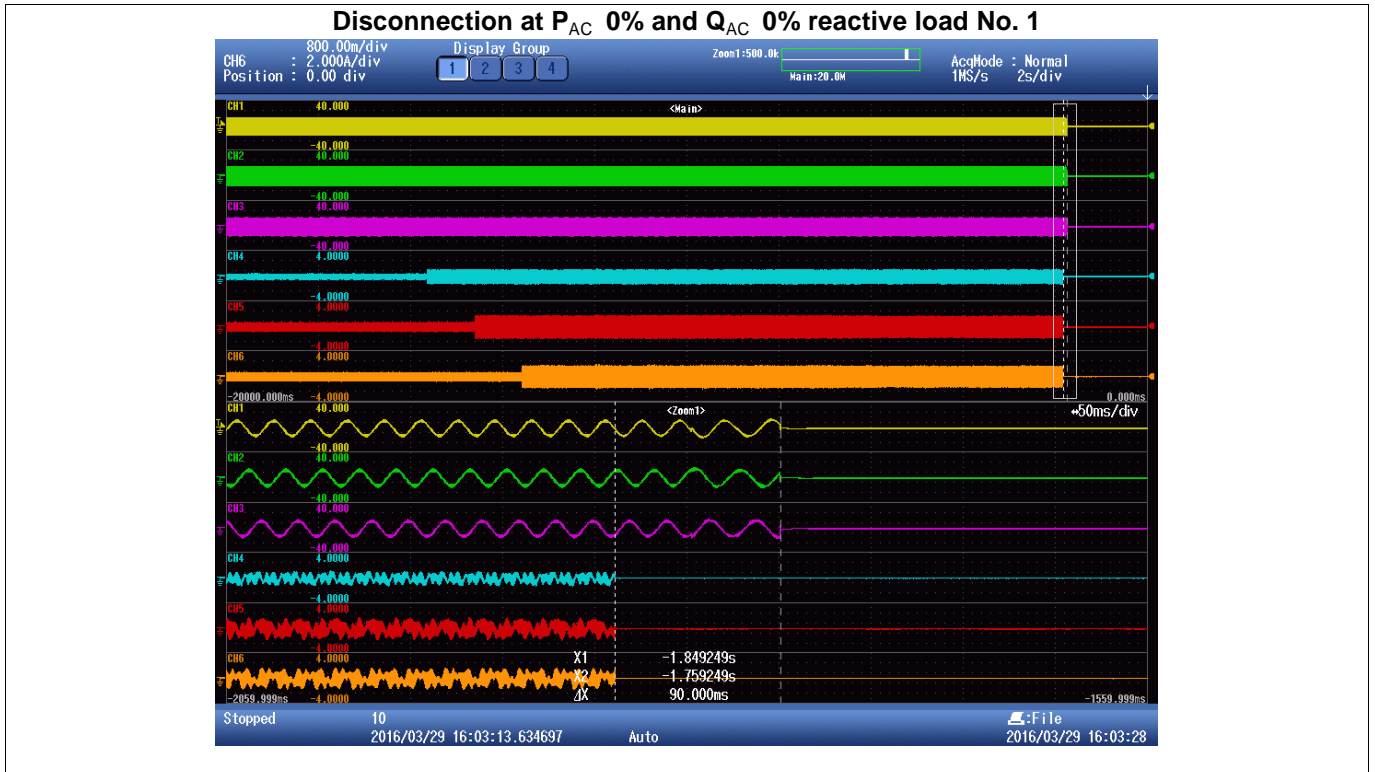 Disconnection at PAC 0% and QAC 0% reactive load No. 1
800.00m/div
CH6 : 2.000A/div
Position : 0.00 div
Display Group
1 2 3 4
Zoom1:500.0k
Main:20.0M
AcqMode : Normal
1MS/s 2s/div
CH1 40.000
<Main>
-40.000
CH2 40.000
-40.000
CH3 40.000
-40.000
CH4 4.0000
-4.0000
CH5 4.0000
-4.0000
CH6 4.0000
-20000.000ms -4.0000 0.000ms
CH1 40.000
<Zoom1>
50ms/div
-40.000
CH2 40.000
-40.000
CH3 40.000
-40.000
CH4 4.0000
-4.0000
CH5 4.0000
-4.0000
CH6 4.0000
X1 -1.849249s
X2 -1.759249s
ΔX 90.000ms
-2059.999ms -4.0000 -1559.999ms
Stopped 10
2016/03/29 16:03:13.634697 Auto
:File
2016/03/29 16:03:28